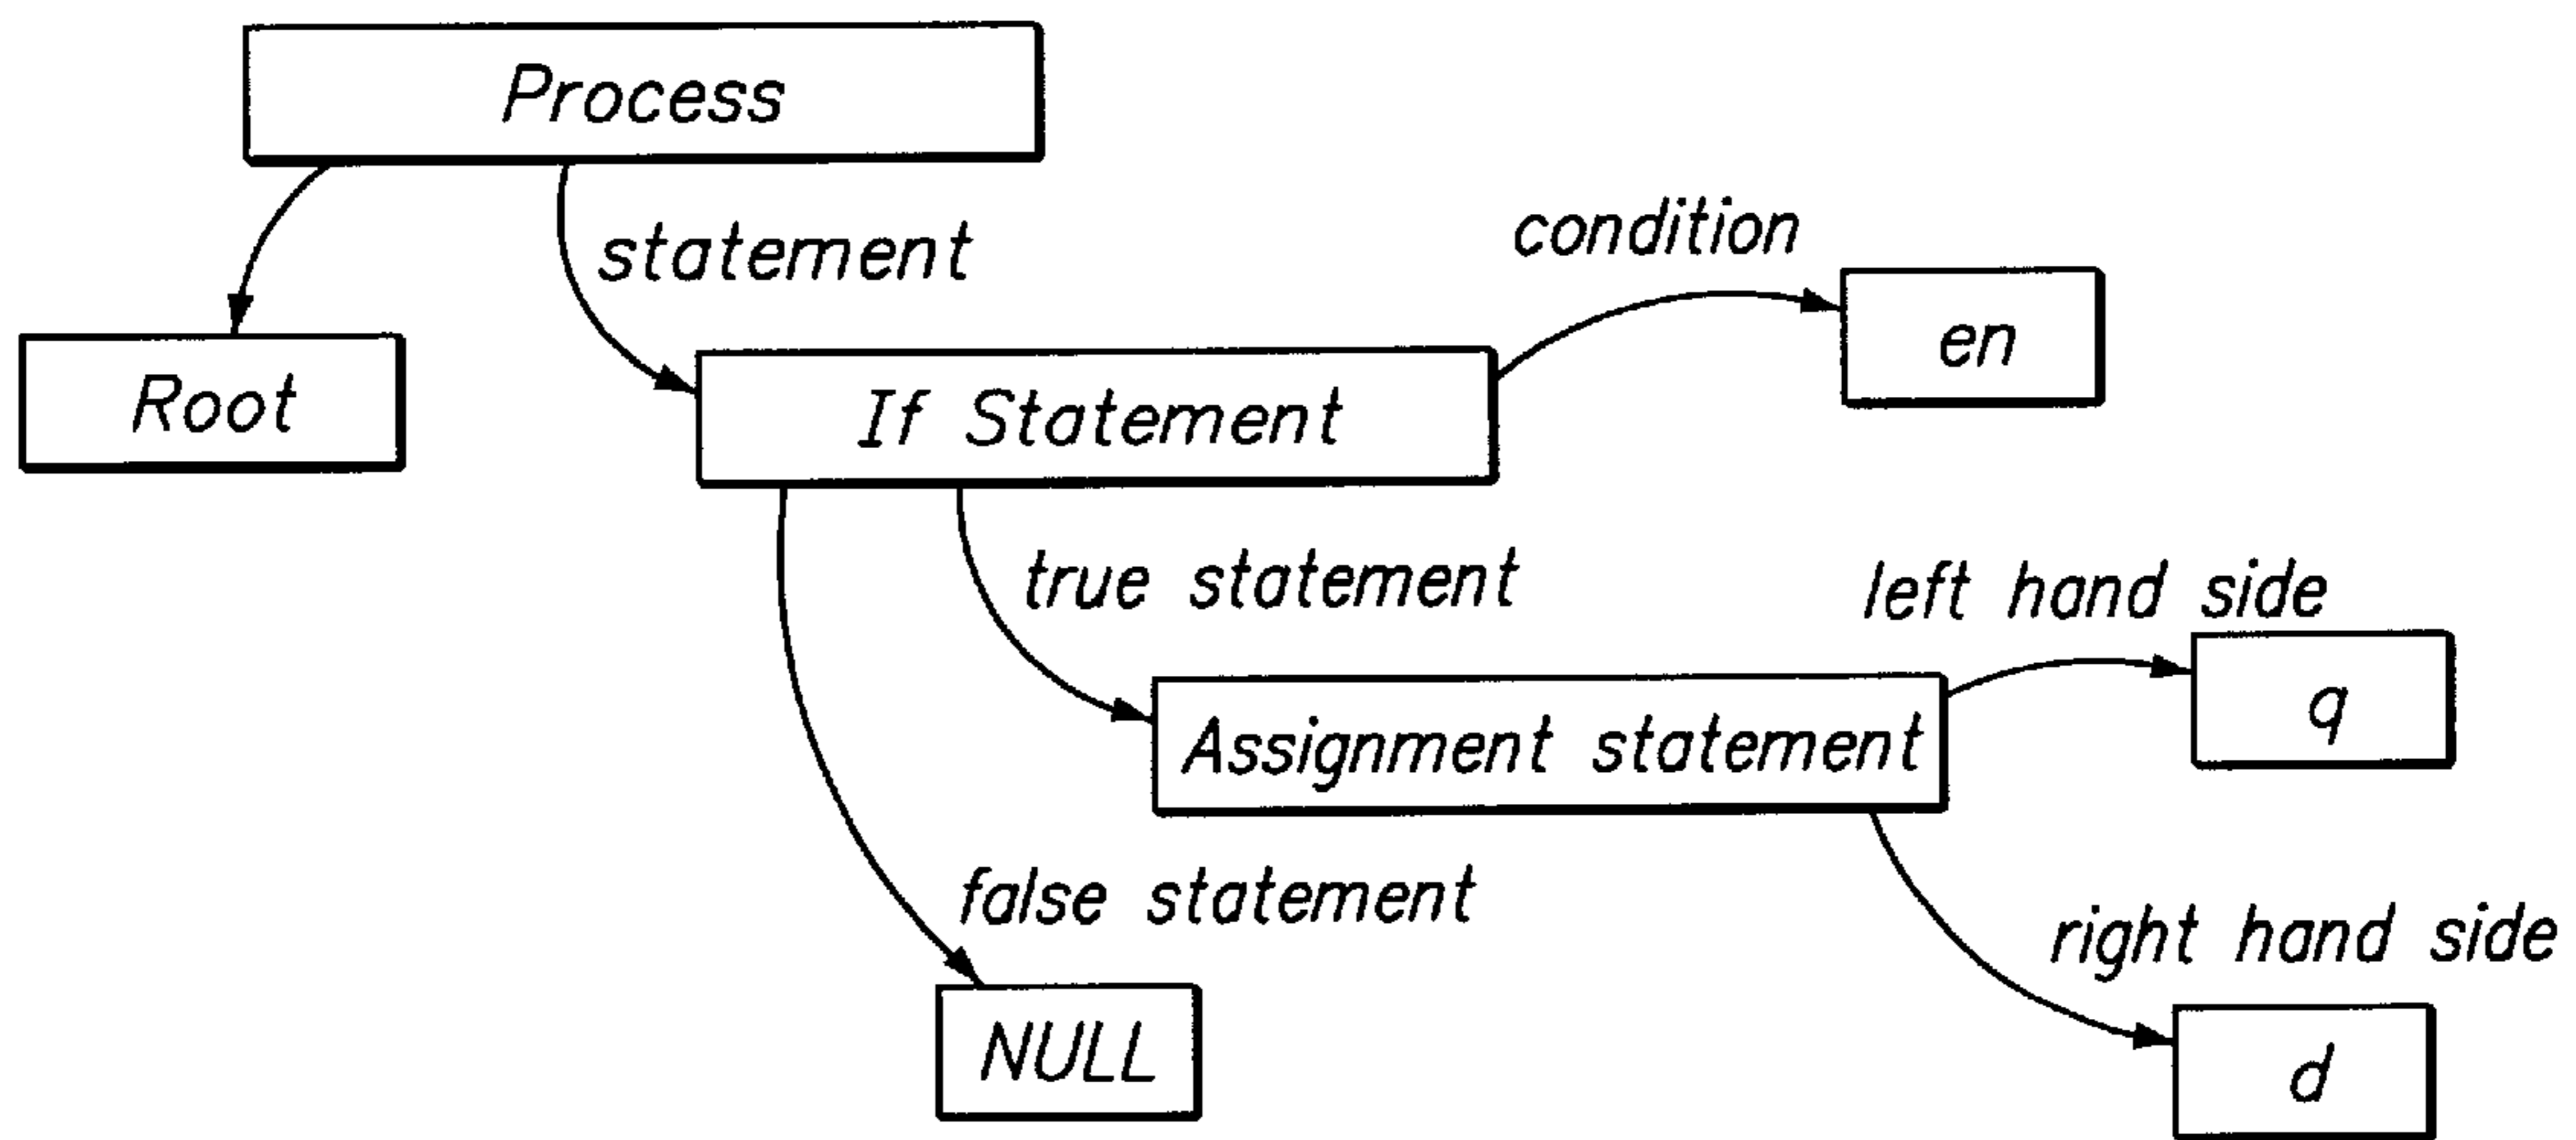 Process
statement
condition
en
Root
If Statement
true statement
left hand side
q
Assignment statement
false statement
right hand side
NULL
d